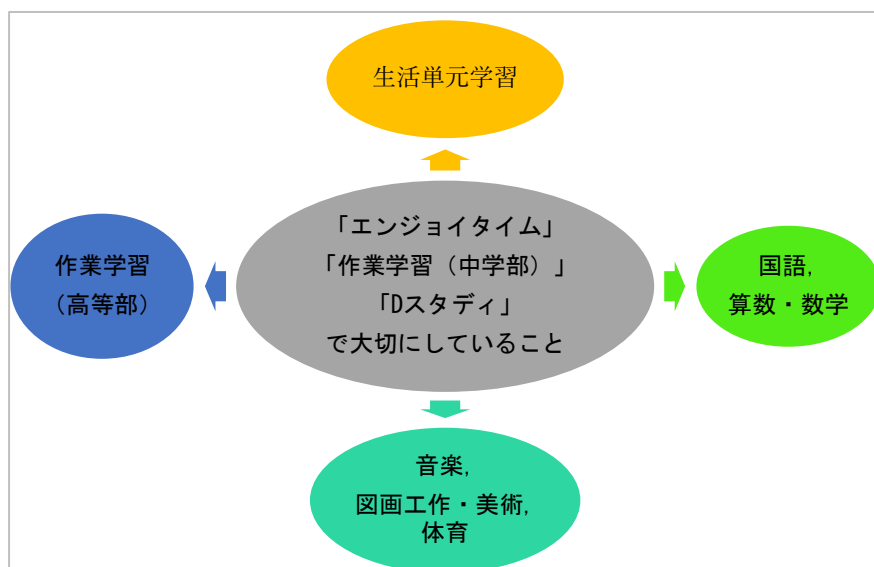 生活単元学習
「エンジョイタイム」
「作業学習（中学部）」
「Dスタディ」
で大切にしていること
作業学習
（高等部）
国語,
算数・数学
音楽,
図画工作・美術,
体育